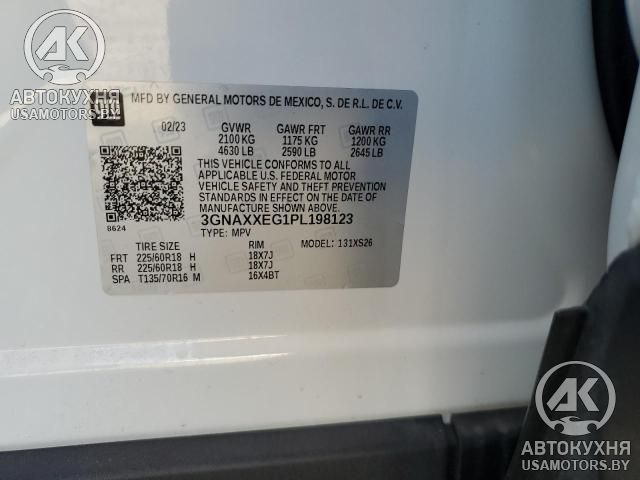 AK
АВТОКУХНЯ
USAMOTORS.BY
GM
MFD BY GENERAL MOTORS DE MEXICO, S. DE R.L. DE C.V.
02/23 GVWR GAWR FRT GAWR RR
2100 KG 1175 KG 1200 KG
4630 LB 2590 LB 2645 LB
THIS VEHICLE CONFORMS TO ALL
APPLICABLE U.S. FEDERAL MOTOR
VEHICLE SAFETY AND THEFT PREVENTION
STANDARDS IN EFFECT ON THE DATE OF
MANUFACTURE SHOWN ABOVE.
3GNAXXEG1PL198123
8624
TYPE: MPV MODEL: 131XS26
TIRE SIZE RIM
FRT 225/60R18 H 18X7J
RR 225/60R18 H 18X7J
SPA T135/70R16 M 16X4BT
AK
АВТОКУХНЯ
USAMOTORS.BY